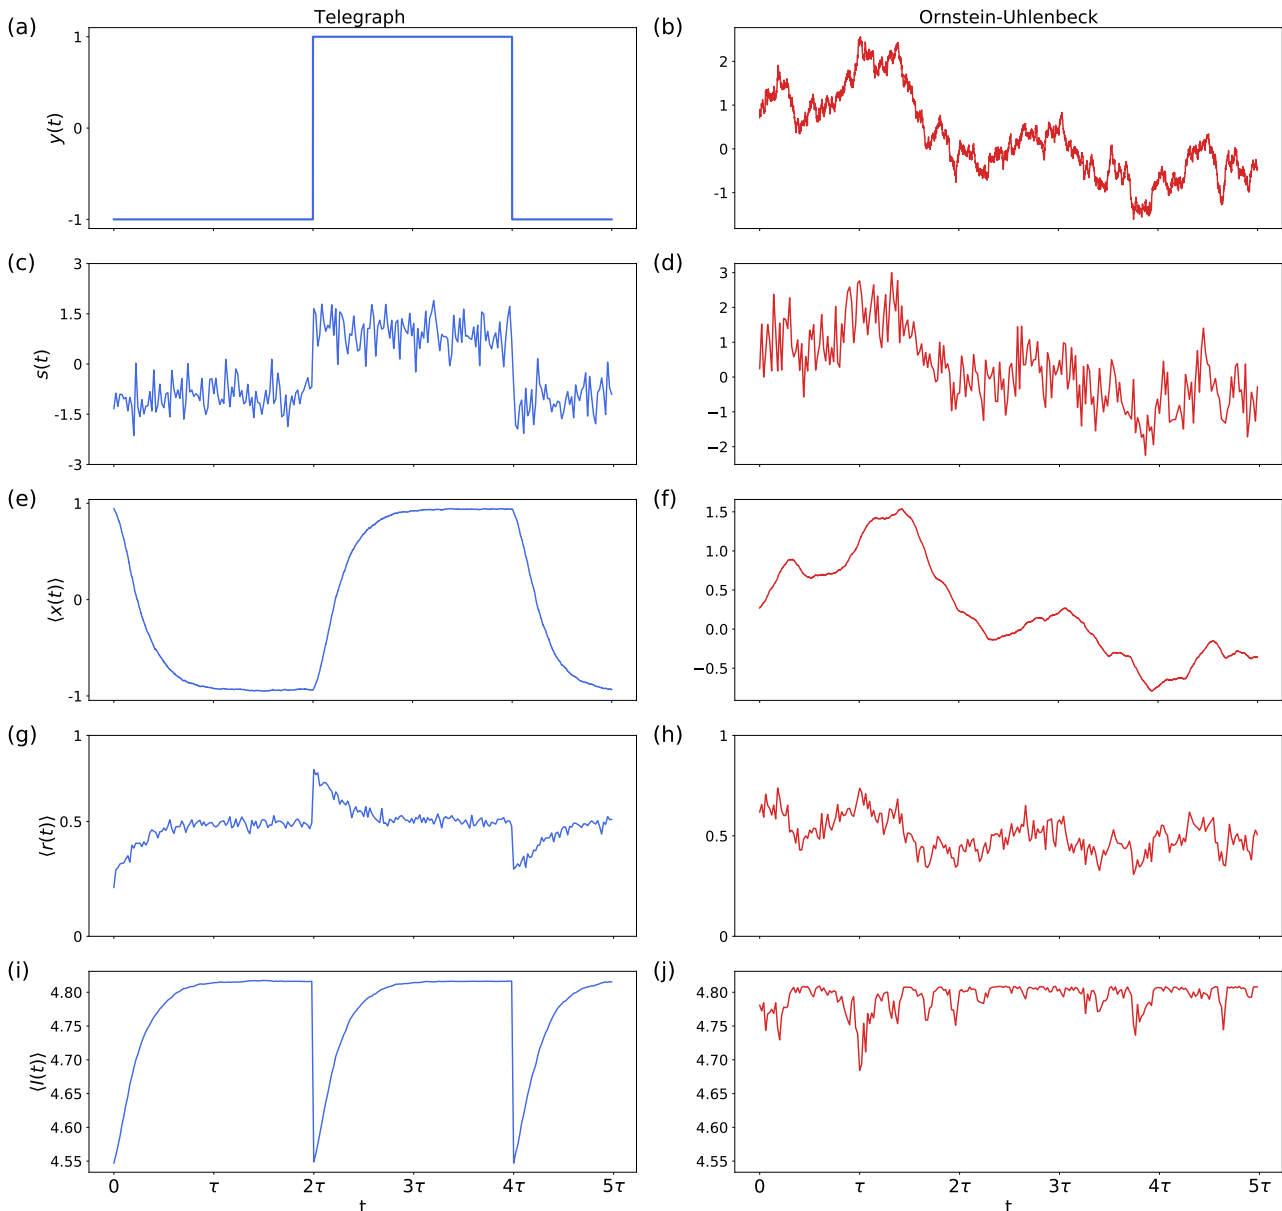 Telegraph
Ornstein-Uhlenbeck
(a)
y(t)
1
0
-1
(b)
2
1
0
-1
(c)
s(t)
3
1.5
0
-1.5
-3
(d)
3
2
1
0
−1
−2
(e)
⟨x(t)⟩
1
0
-1
(f)
1.5
1.0
0.5
0.0
−0.5
(g)
⟨r(t)⟩
1
0.5
0
(h)
1
0.5
0
(i)
⟨I(t)⟩
4.80
4.75
4.70
4.65
4.60
4.55
0 τ 2τ 3τ 4τ 5τ
t
(j)
4.80
4.75
4.70
4.65
4.60
4.55
0 τ 2τ 3τ 4τ 5τ
t